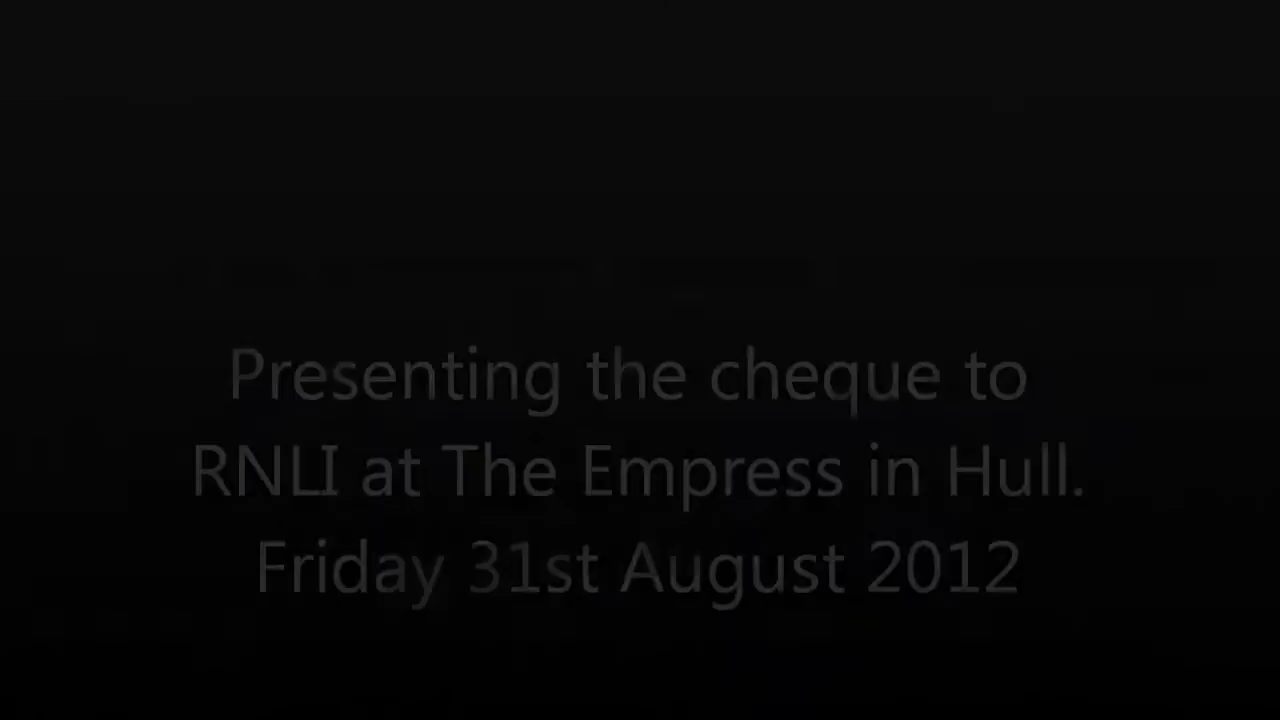 Presenting the cheque to
RNLI at The Empress in Hull.
Friday 31st August 2012